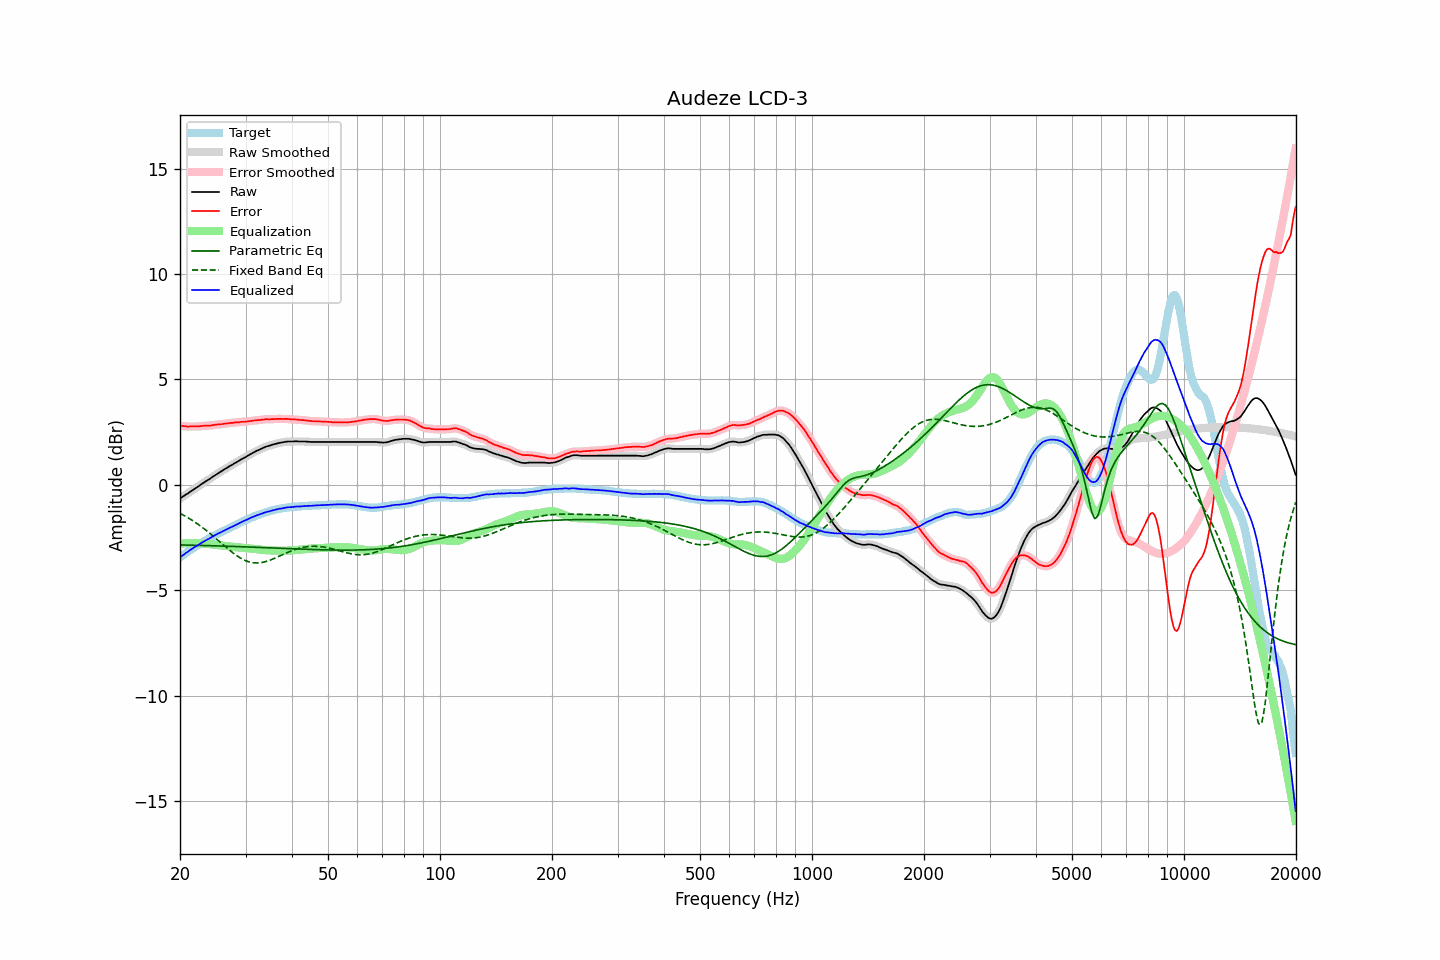 Audeze LCD-3
Target
Raw Smoothed
Error Smoothed
Raw
Error
Equalization
Parametric Eq
Fixed Band Eq
Equalized
Amplitude (dBr)
15
10
5
0
−5
−10
−15
20 50 100 200 500 1000 2000 5000 10000 20000
Frequency (Hz)